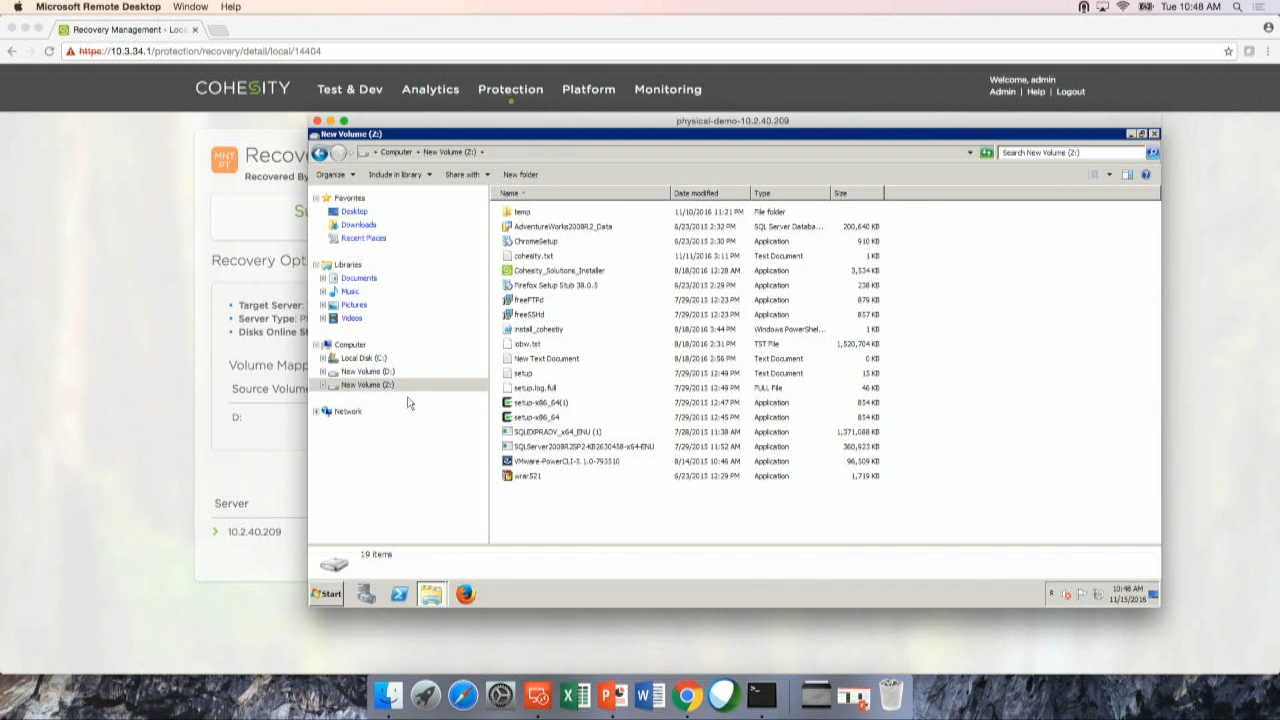 Microsoft Remote Desktop Window Help Tue 10:48 AM
Recovery Management - Loca
https://10.3.34.1/protection/recovery/detail/local/14404
COHESITY Test & Dev Analytics Protection Platform Monitoring
Welcome, admin
Admin | Help | Logout
MNT
PT
Recove
Recovered By
Su
Recovery Opt
Target Server:
Server Type: P
Disks Online St
Volume Mapp
Source Volum
D:
Server
10.2.40.209
physical-demo-10.2.40.209
New Volume (Z:)
Computer New Volume (Z:) Search New Volume (Z:)
Organize Include in library Share with New folder
Favorites
Desktop
Downloads
Recent Places
Libraries
Documents
Music
Pictures
Videos
Computer
Local Disk (C:)
New Volume (D:)
New Volume (Z:)
Network
Name Date modified Type Size
temp 11/10/2016 11:21 PM File folder
AdventureWorks2008R2_Data 6/23/2015 2:32 PM SQL Server Databa... 200,640 KB
ChromeSetup 6/23/2015 2:30 PM Application 910 KB
cohesity.txt 11/11/2016 3:11 PM Text Document 1 KB
Cohesity_Solutions_Installer 8/18/2016 12:28 AM Application 3,534 KB
Firefox Setup Stub 38.0.5 6/23/2015 2:29 PM Application 238 KB
freeFTPd 7/29/2015 12:23 PM Application 879 KB
freeSSHd 7/29/2015 12:23 PM Application 857 KB
install_cohestiy 8/18/2016 3:44 PM Windows PowerShel... 1 KB
iobw.tst 8/18/2016 2:31 PM TST File 1,520,704 KB
New Text Document 8/18/2016 2:56 PM Text Document 0 KB
setup 7/29/2015 12:49 PM Text Document 15 KB
setup.log.full 7/29/2015 12:49 PM FULL File 46 KB
setup-x86_64(1) 7/29/2015 12:47 PM Application 854 KB
setup-x86_64 7/29/2015 12:45 PM Application 854 KB
SQLEXPRADV_x64_ENU (1) 7/28/2015 11:38 AM Application 1,371,088 KB
SQLServer2008R2SP2-KB2630458-x64-ENU 7/29/2015 11:52 AM Application 360,923 KB
VMware-PowerCLI-5.1.0-793510 8/14/2015 10:46 AM Application 96,509 KB
wrar521 6/23/2015 12:29 PM Application 1,719 KB
19 items
Start
10:48 AM
11/15/2016